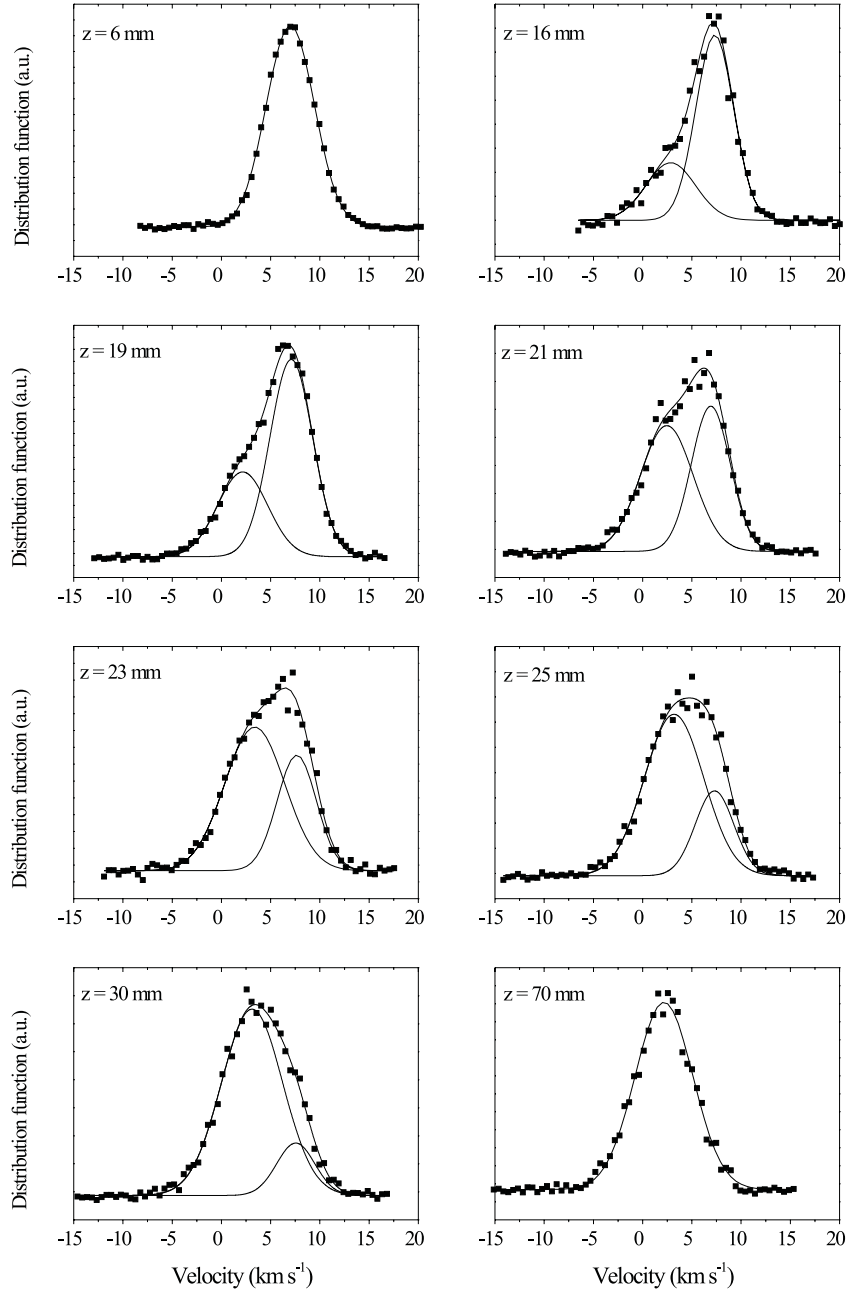 z = 6 mm
Distribution function (a.u.)
-15 -10 -5 0 5 10 15 20
z = 16 mm
-15 -10 -5 0 5 10 15 20
z = 19 mm
Distribution function (a.u.)
-15 -10 -5 0 5 10 15 20
z = 21 mm
-15 -10 -5 0 5 10 15 20
z = 23 mm
Distribution function (a.u.)
-15 -10 -5 0 5 10 15 20
z = 25 mm
-15 -10 -5 0 5 10 15 20
z = 30 mm
Distribution function (a.u.)
-15 -10 -5 0 5 10 15 20
Velocity (km s⁻¹)
z = 70 mm
-15 -10 -5 0 5 10 15 20
Velocity (km s⁻¹)